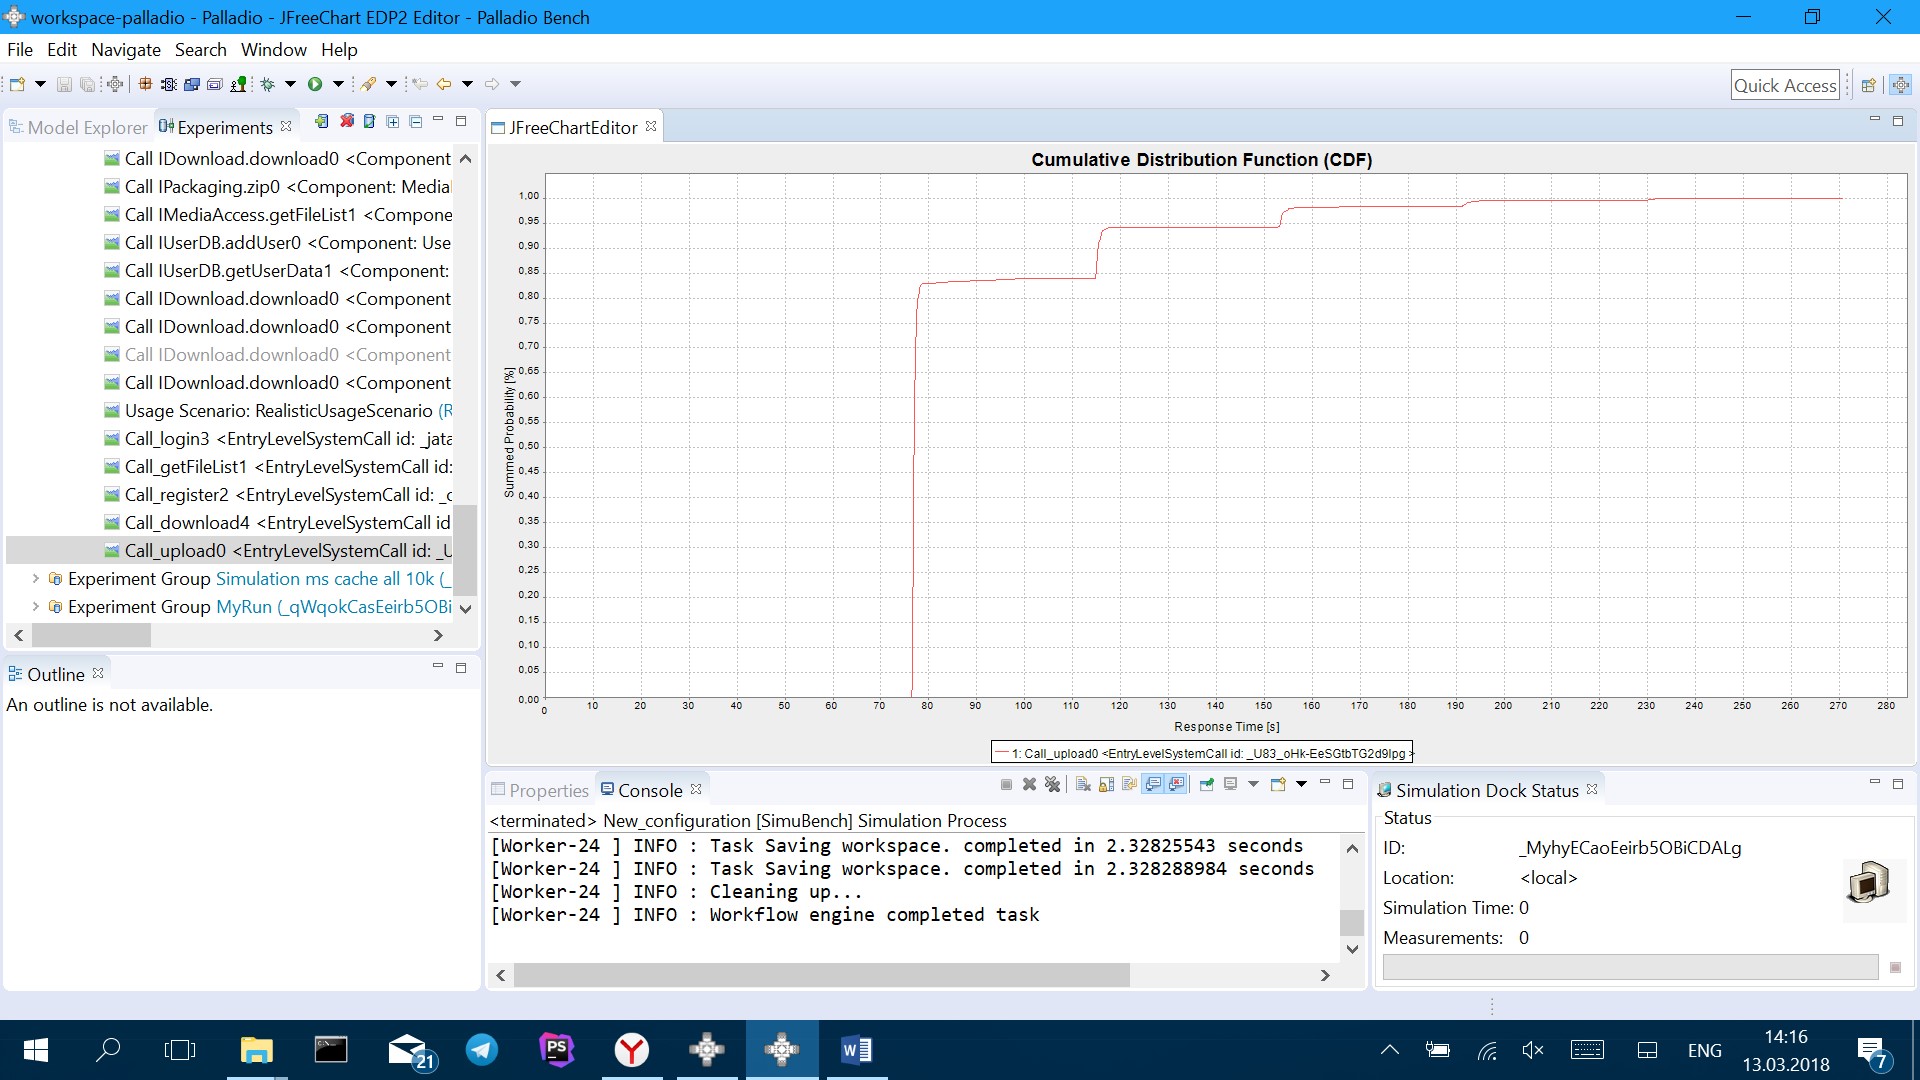 workspace-palladio - Palladio - JFreeChart EDP2 Editor - Palladio Bench
File Edit Navigate Search Window Help
Quick Access
Model Explorer Experiments
Call IDownload.download0 <Component
Call IPackaging.zip0 <Component: Media
Call IMediaAccess.getFileList1 <Compone
Call IUserDB.addUser0 <Component: Use
Call IUserDB.getUserData1 <Component:
Call IDownload.download0 <Component
Call IDownload.download0 <Component
Call IDownload.download0 <Component
Call IDownload.download0 <Component
Usage Scenario: RealisticUsageScenario (R
Call_login3 <EntryLevelSystemCall id: _jata
Call_getFileList1 <EntryLevelSystemCall id:
Call_register2 <EntryLevelSystemCall id: _c
Call_download4 <EntryLevelSystemCall id
Call_upload0 <EntryLevelSystemCall id: _U
Experiment Group Simulation ms cache all 10k (_
Experiment Group MyRun (_qWqokCasEeirb5OBi
Outline
An outline is not available.
JFreeChartEditor
Cumulative Distribution Function (CDF)
Summed Probability [%]
1,00
0,95
0,90
0,85
0,80
0,75
0,70
0,65
0,60
0,55
0,50
0,45
0,40
0,35
0,30
0,25
0,20
0,15
0,10
0,05
0,00
0 10 20 30 40 50 60 70 80 90 100 110 120 130 140 150 160 170 180 190 200 210 220 230 240 250 260 270 280
Response Time [s]
1: Call_upload0 <EntryLevelSystemCall id: _U83_oHk-EeSGtbTG2d9lpg >
Properties Console
<terminated> New_configuration [SimuBench] Simulation Process
[Worker-24 ] INFO : Task Saving workspace. completed in 2.32825543 seconds
[Worker-24 ] INFO : Task Saving workspace. completed in 2.328288984 seconds
[Worker-24 ] INFO : Cleaning up...
[Worker-24 ] INFO : Workflow engine completed task
Simulation Dock Status
Status
ID: _MyhyECaoEeirb5OBiCDALg
Location: <local>
Simulation Time: 0
Measurements: 0
21
PS
ENG
14:16
13.03.2018
7